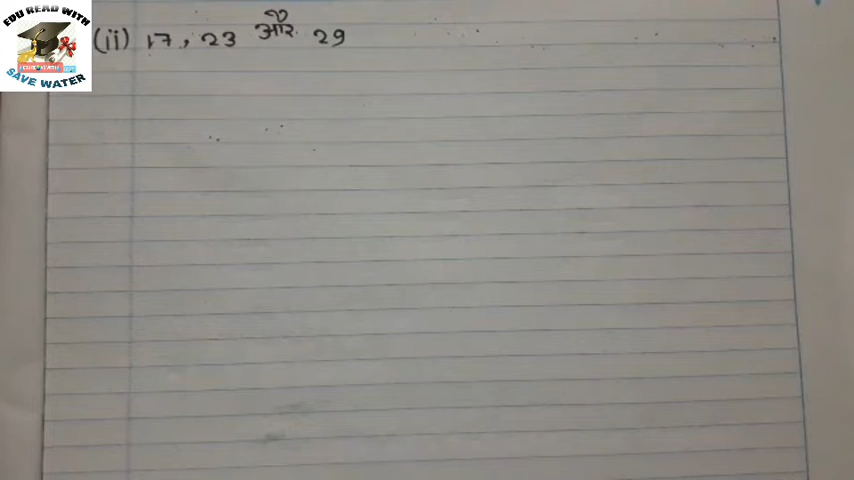 EDU READ WITH
SAVE WATER
(ii) 17, 23 और 29